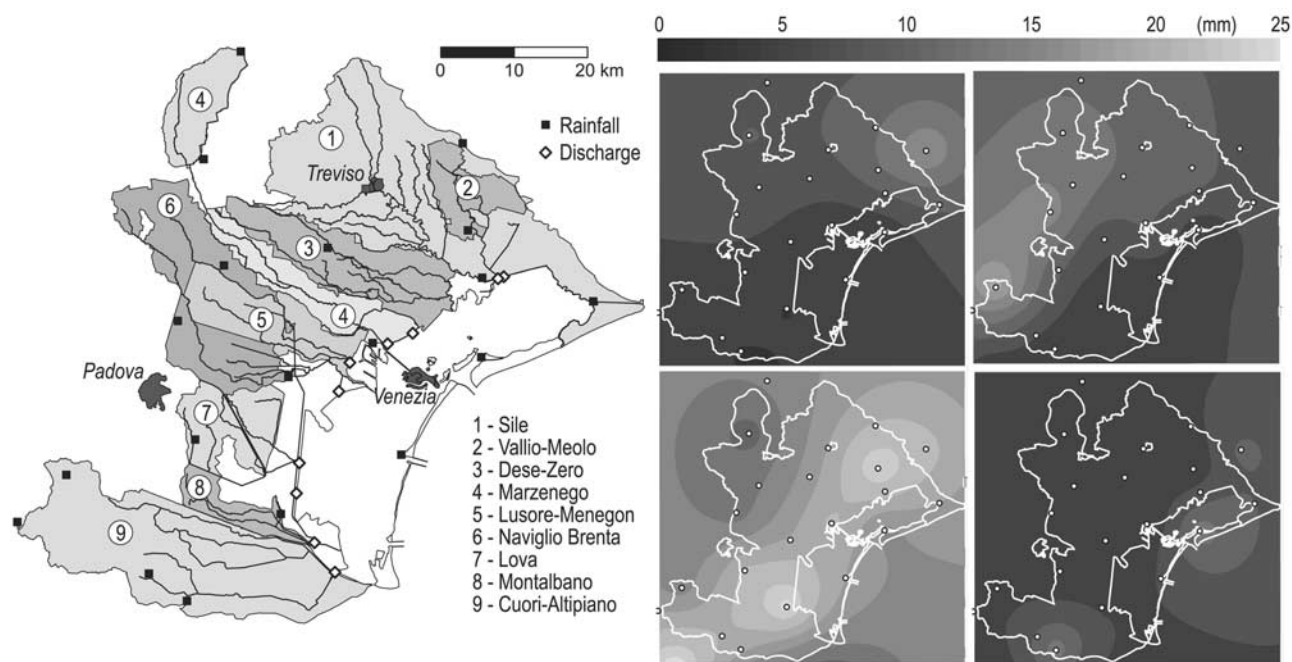 0 10 20 km
Rainfall
Discharge
4
1
Treviso
2
6
3
5
4
Padova
Venezia
7
8
9
1 - Sile
2 - Vallio-Meolo
3 - Dese-Zero
4 - Marzenego
5 - Lusore-Menegon
6 - Naviglio Brenta
7 - Lova
8 - Montalbano
9 - Cuori-Altipiano
0 5 10 15 20 (mm) 25